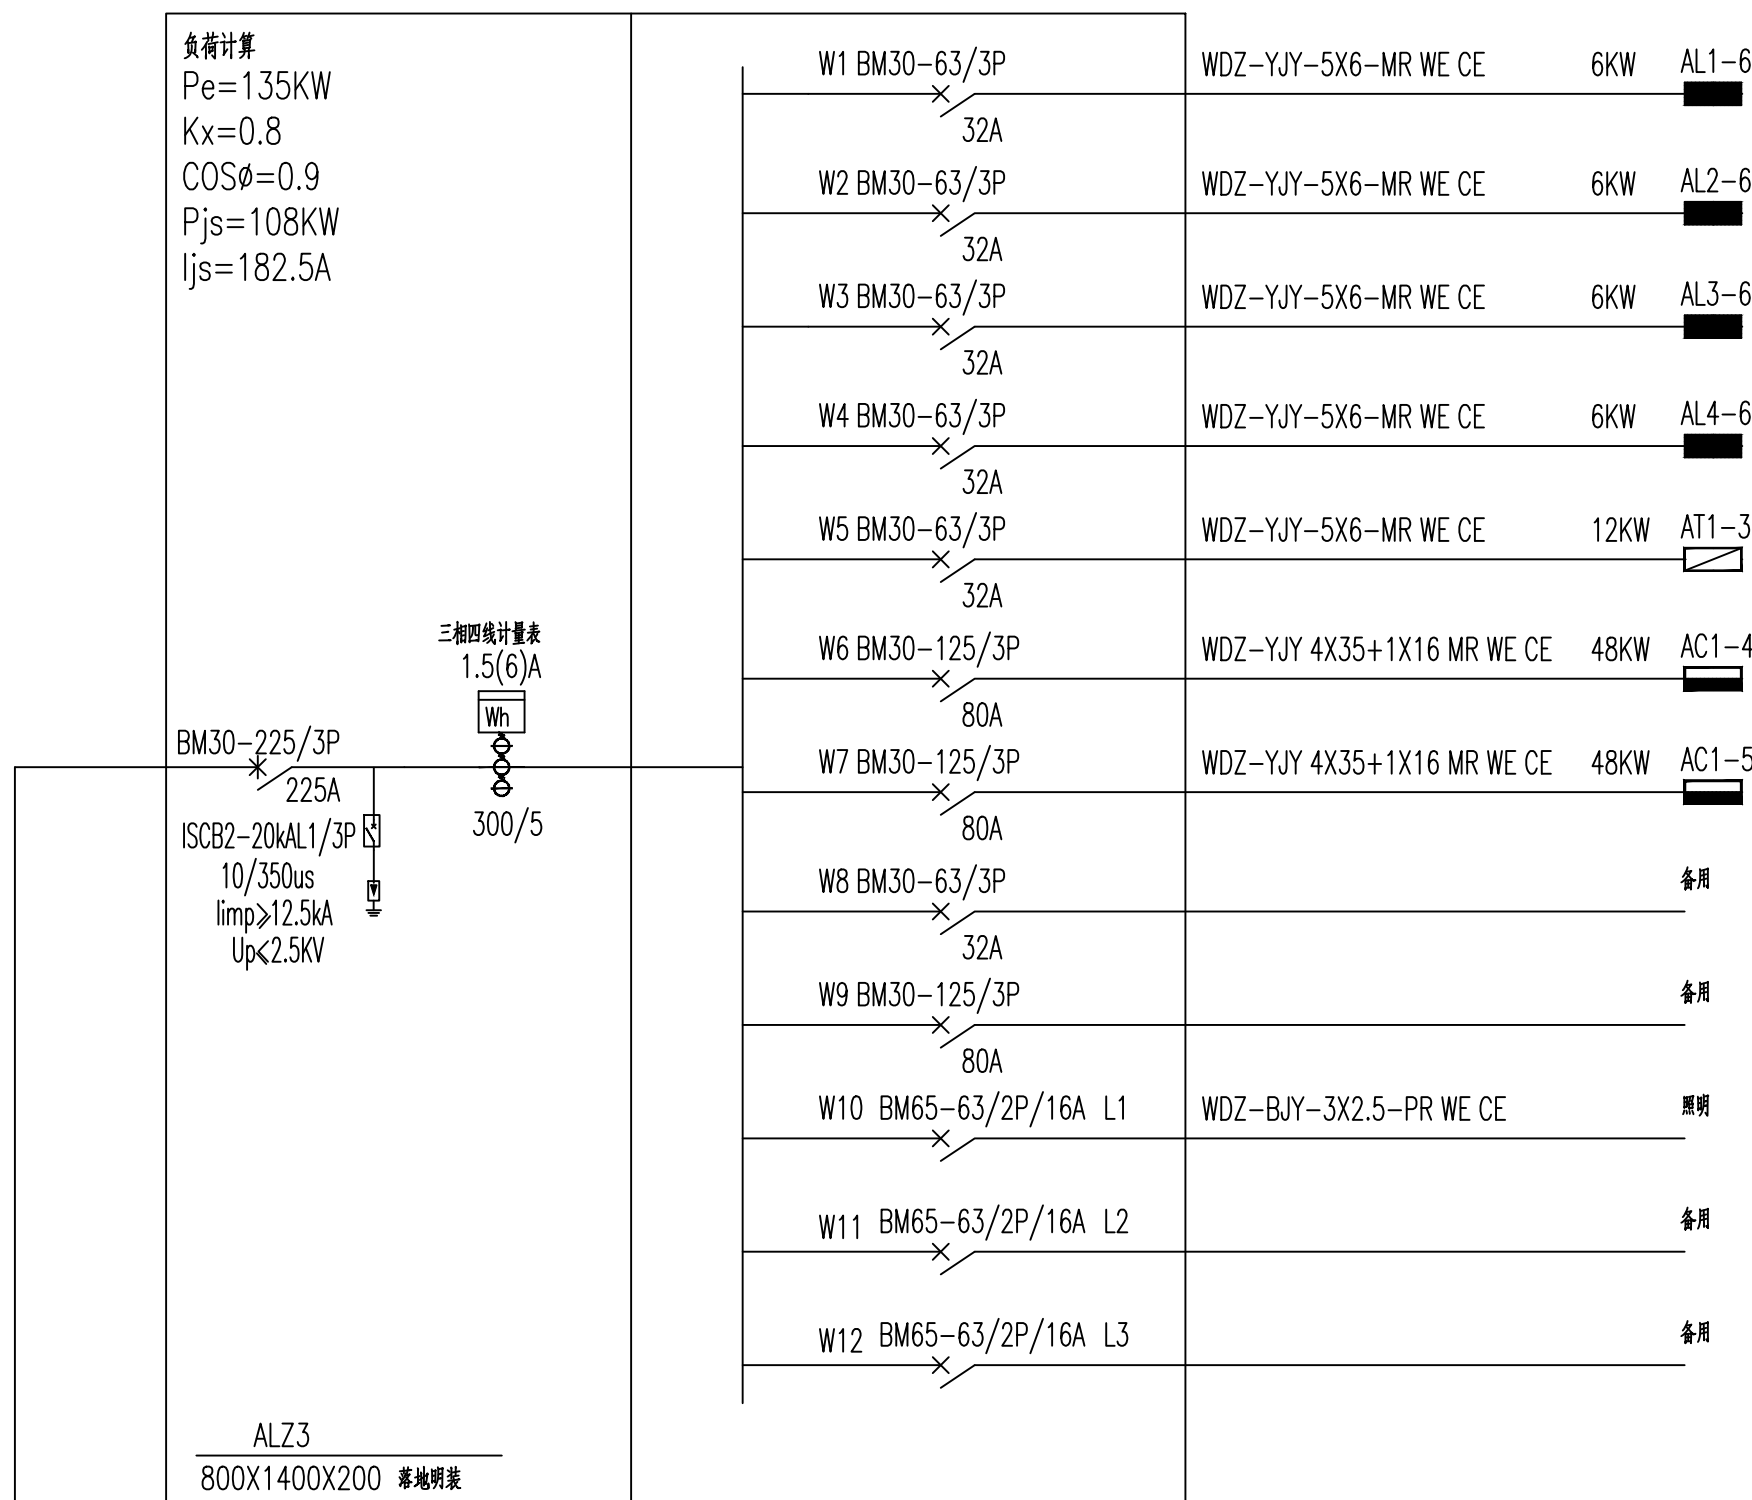 负荷计算
Pe=135KW
Kx=0.8
COSø=0.9
Pjs=108KW
Ijs=182.5A
W1 BM30-63/3P WDZ-YJY-5X6-MR WE CE 6KW AL1-6
32A
W2 BM30-63/3P WDZ-YJY-5X6-MR WE CE 6KW AL2-6
32A
W3 BM30-63/3P WDZ-YJY-5X6-MR WE CE 6KW AL3-6
32A
W4 BM30-63/3P WDZ-YJY-5X6-MR WE CE 6KW AL4-6
32A
W5 BM30-63/3P WDZ-YJY-5X6-MR WE CE 12KW AT1-3
32A
W6 BM30-125/3P WDZ-YJY 4X35+1X16 MR WE CE 48KW AC1-4
80A
W7 BM30-125/3P WDZ-YJY 4X35+1X16 MR WE CE 48KW AC1-5
80A
W8 BM30-63/3P 备用
32A
W9 BM30-125/3P 备用
80A
W10 BM65-63/2P/16A L1 WDZ-BJY-3X2.5-PR WE CE 照明
W11 BM65-63/2P/16A L2 备用
W12 BM65-63/2P/16A L3 备用
三相四线计量表
1.5(6)A
Wh
300/5
BM30-225/3P
225A
ISCB2-20kAL1/3P
10/350us
Iimp≥12.5kA
Up≤2.5KV
ALZ3
800X1400X200 落地明装